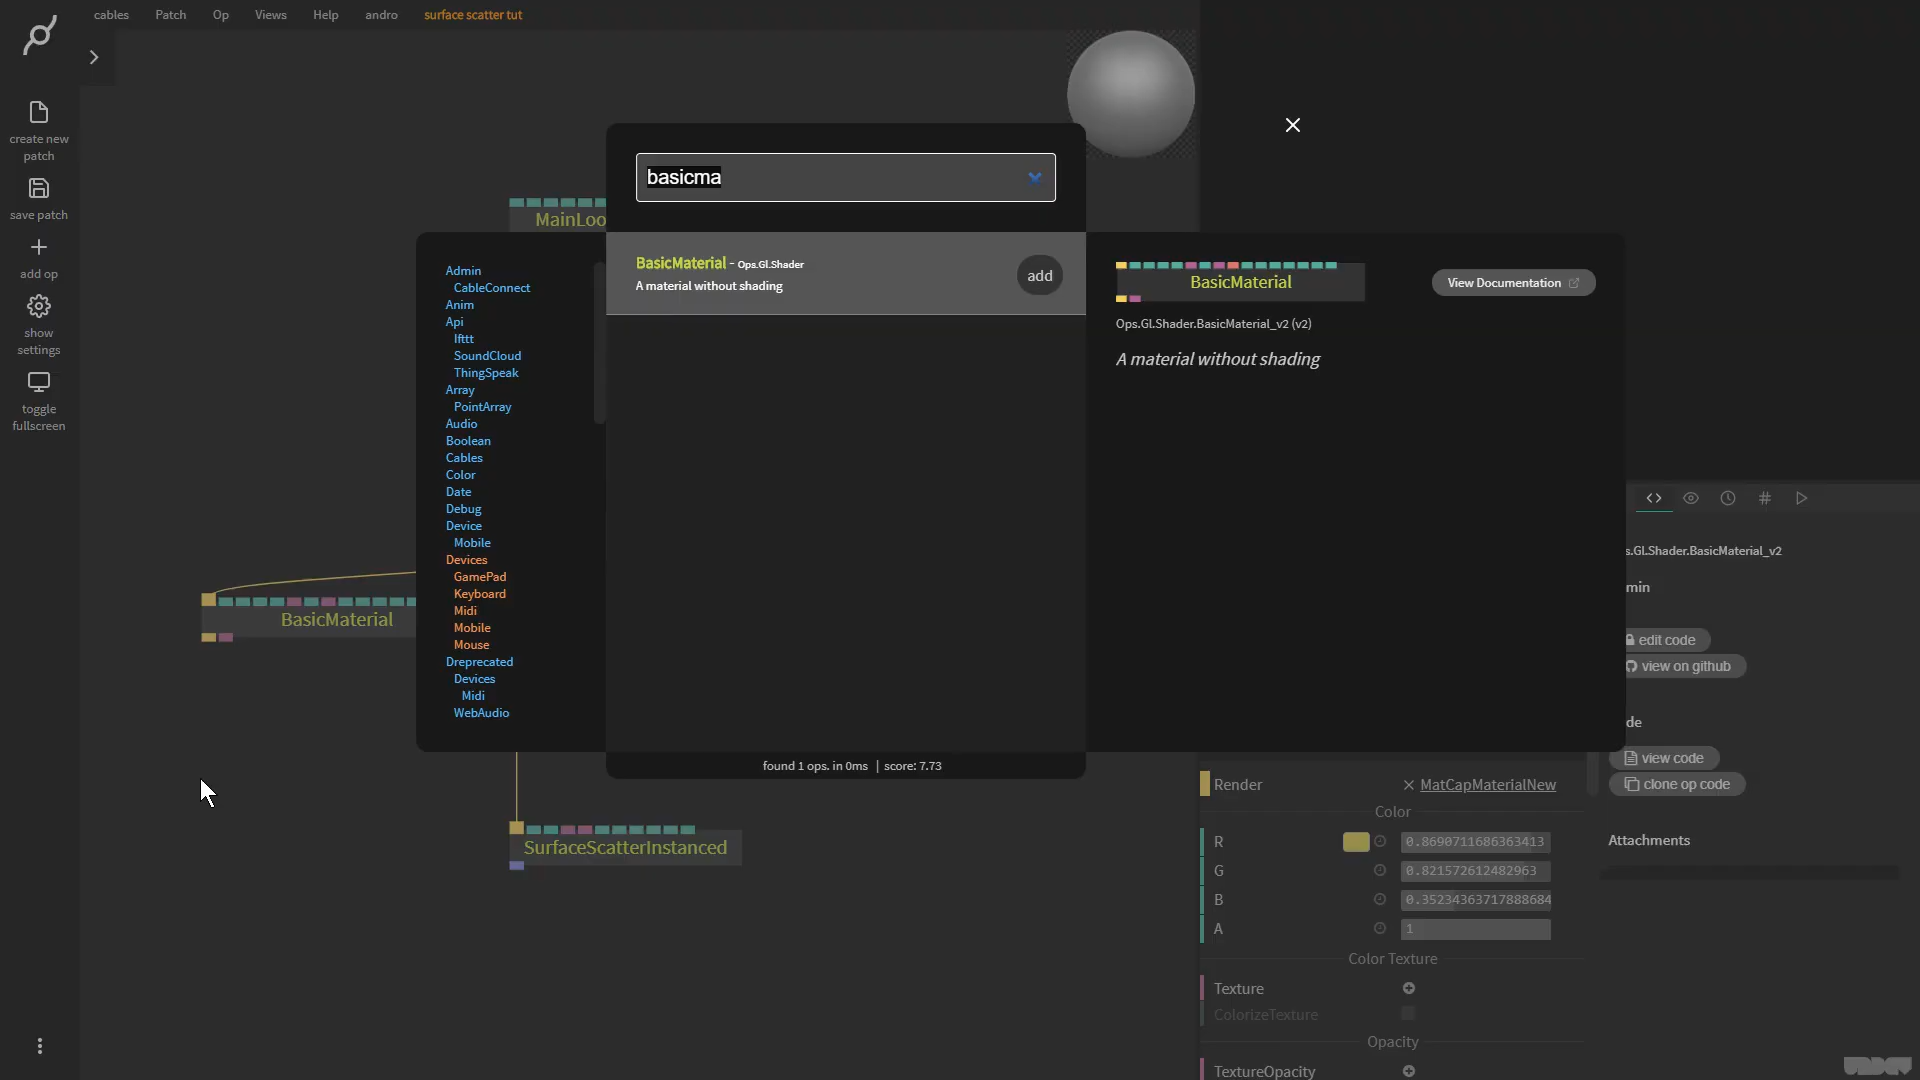 cables Patch Op Views Help andro surface scatter tut
create new
patch
save patch
add op
show
settings
toggle
fullscreen
basicma
MainLoo
BasicMaterial - Ops.Gl.Shader
A material without shading
add
Admin
CableConnect
Anim
Api
Ifttt
SoundCloud
ThingSpeak
Array
PointArray
Audio
Boolean
Cables
Color
Date
Debug
Device
Mobile
Devices
GamePad
Keyboard
Midi
Mobile
Mouse
Dreprecated
Devices
Midi
WebAudio
BasicMaterial
View Documentation
Ops.Gl.Shader.BasicMaterial_v2 (v2)
A material without shading
found 1 ops. in 0ms | score: 7.73
BasicMaterial
SurfaceScatterInstanced
s.Gl.Shader.BasicMaterial_v2
min
edit code
view on github
de
view code
clone op code
Attachments
Render MatCapMaterialNew
Color
R 0.8690711686363413
G 0.821572612482963
B 0.35234363717888684
A 1
Color Texture
Texture
ColorizeTexture
Opacity
TextureOpacity